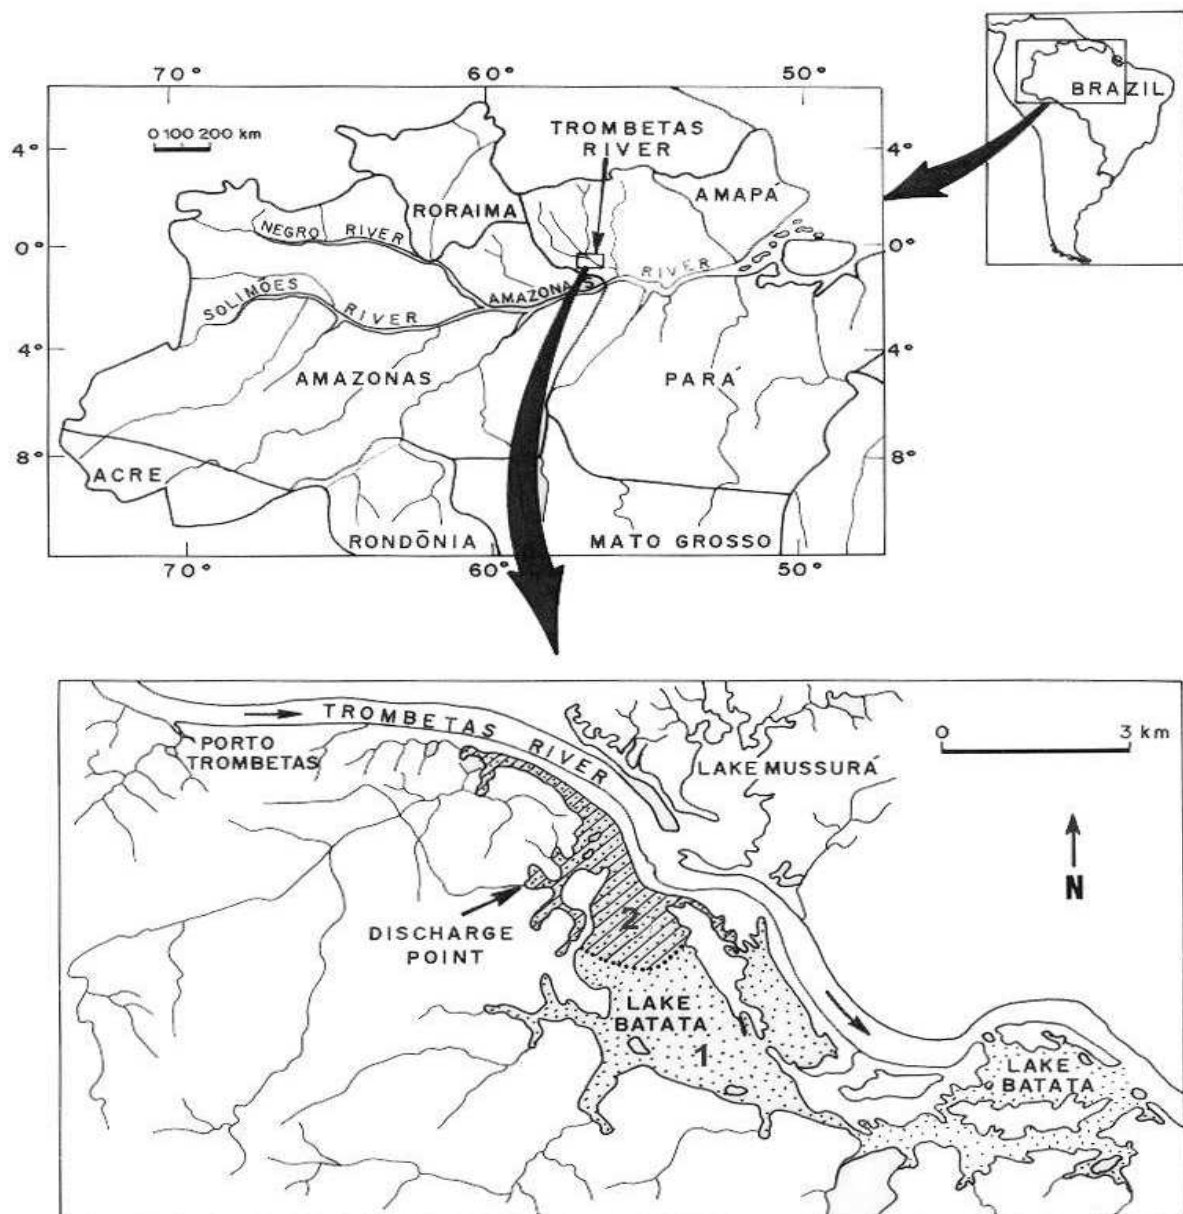 70°
60°
50°
BRAZIL
0 100 200 km
TROMBETAS
RIVER
4°
4°
AMAPÁ
RORAIMA
NEGRO RIVER
0°
0°
AMAZONAS RIVER
SOLIMÕES RIVER
4°
4°
AMAZONAS
PARÁ
8°
8°
ACRE
RONDÕNIA
MATO GROSSO
70°
60°
50°
TROMBETAS RIVER
0 3 km
PORTO
TROMBETAS
LAKE MUSSURÁ
N
DISCHARGE
POINT
2
LAKE
BATATA
1
LAKE
BATATA